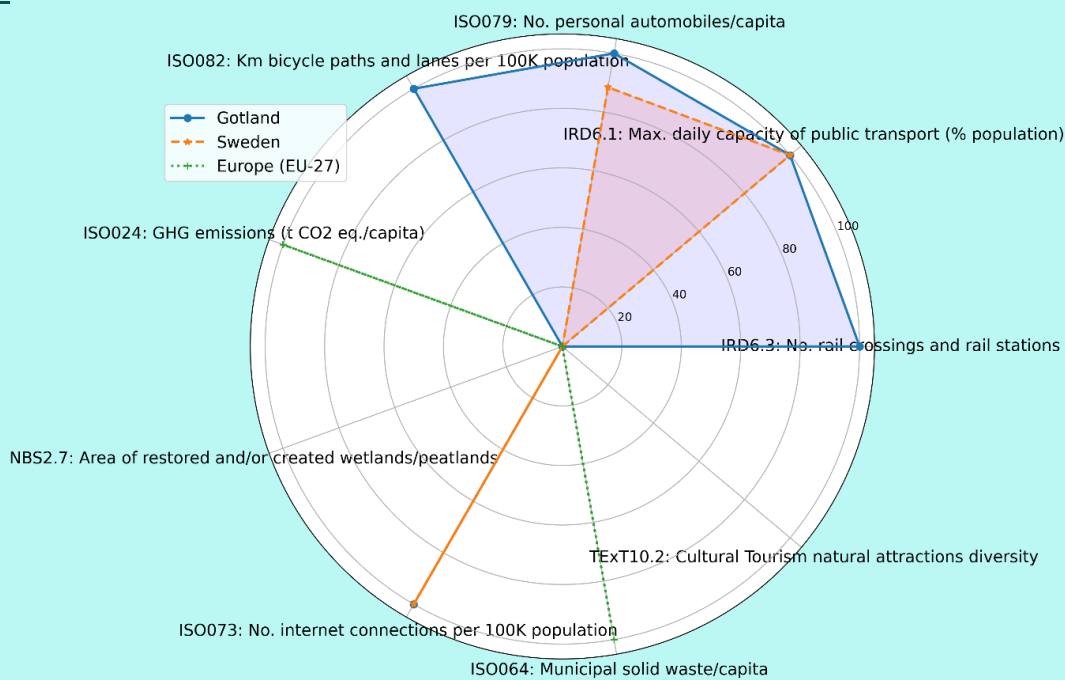 ISO079: No. personal automobiles/capita
ISO082: Km bicycle paths and lanes per 100K population
Gotland
Sweden
Europe (EU-27)
IRD6.1: Max. daily capacity of public transport (% population)
ISO024: GHG emissions (t CO2 eq./capita)
100
80
60
40
20
IRD6.3: No. rail crossings and rail stations
NBS2.7: Area of restored and/or created wetlands/peatlands
TExT10.2: Cultural Tourism natural attractions diversity
ISO073: No. internet connections per 100K population
ISO064: Municipal solid waste/capita